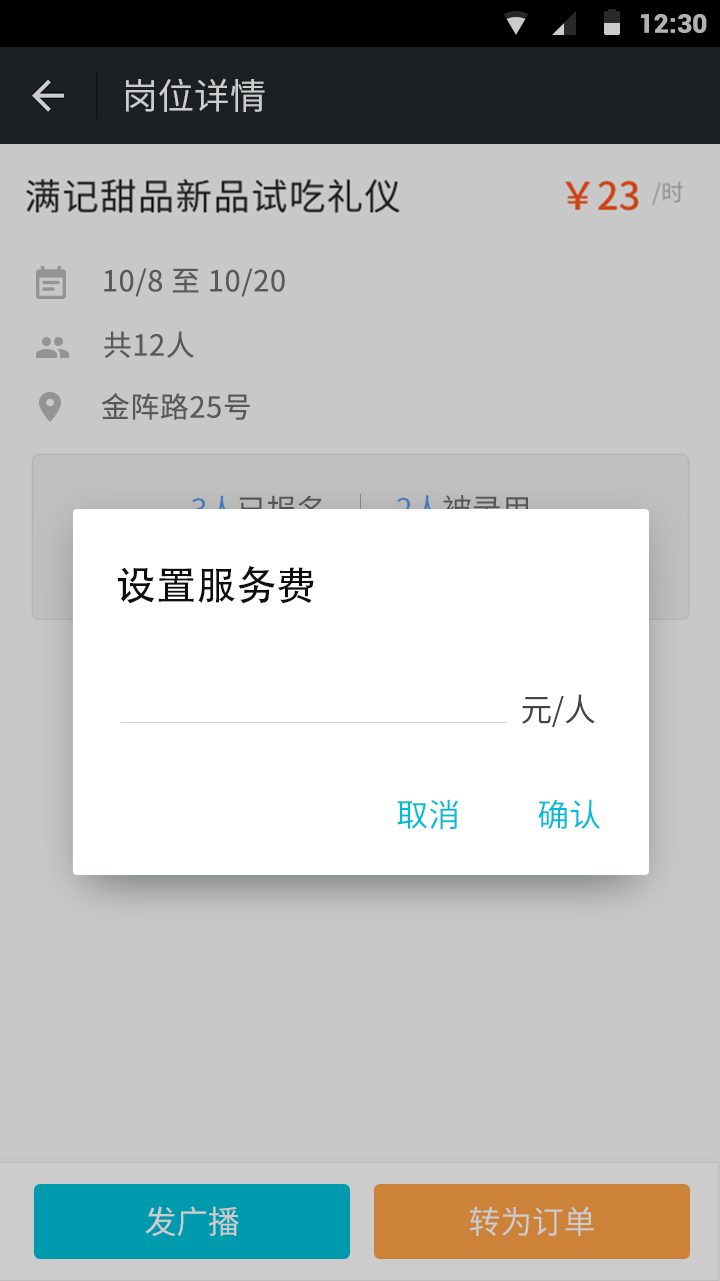 12:30
岗位详情
满记甜品新品试吃礼仪 ¥23 /时
10/8 至 10/20
共12人
金阵路25号
3人已报名 2人被录用
设置服务费
元/人
取消 确认
发广播 转为订单